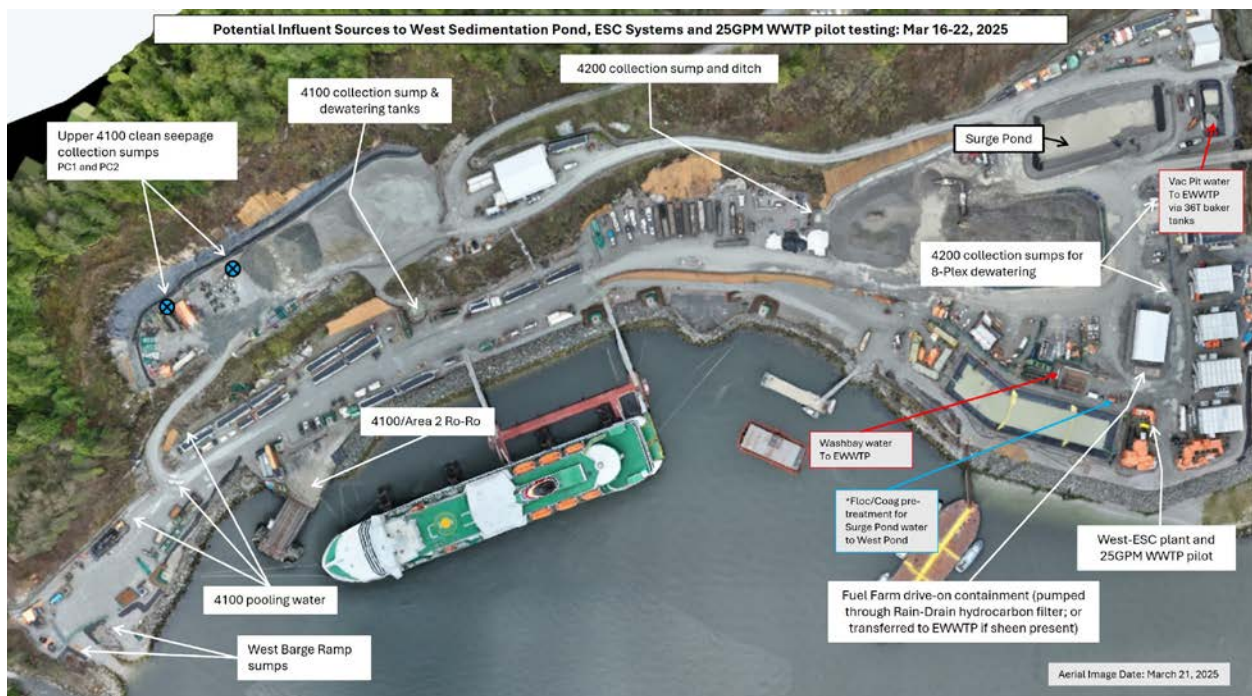 Potential Influent Sources to West Sedimentation Pond, ESC Systems and 25GPM WWTP pilot testing: Mar 16-22, 2025
4200 collection sump and ditch
4100 collection sump &
dewatering tanks
Upper 4100 clean seepage
collection sumps
PC1 and PC2
Surge Pond
Vac Pit water
To EWWTP
via 36T baker
tanks
4200 collection sumps for
8-Plex dewatering
4100/Area 2 Ro-Ro
Washbay water
To EWWTP
*Floc/Coag pre-
treatment for
Surge Pond water
to West Pond
West-ESC plant and
25GPM WWTP pilot
4100 pooling water
Fuel Farm drive-on containment (pumped
through Rain-Drain hydrocarbon filter; or
transferred to EWWTP if sheen present)
West Barge Ramp
sumps
Aerial Image Date: March 21, 2025